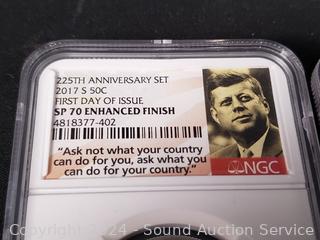 225TH ANNIVERSARY SET
2017 S 50C
FIRST DAY OF ISSUE
SP 70 ENHANCED FINISH
4818377-402
"Ask not what your country
can do for you, ask what you
can do for your country."
NGC
Copyright 2024 - Sound Auction Service